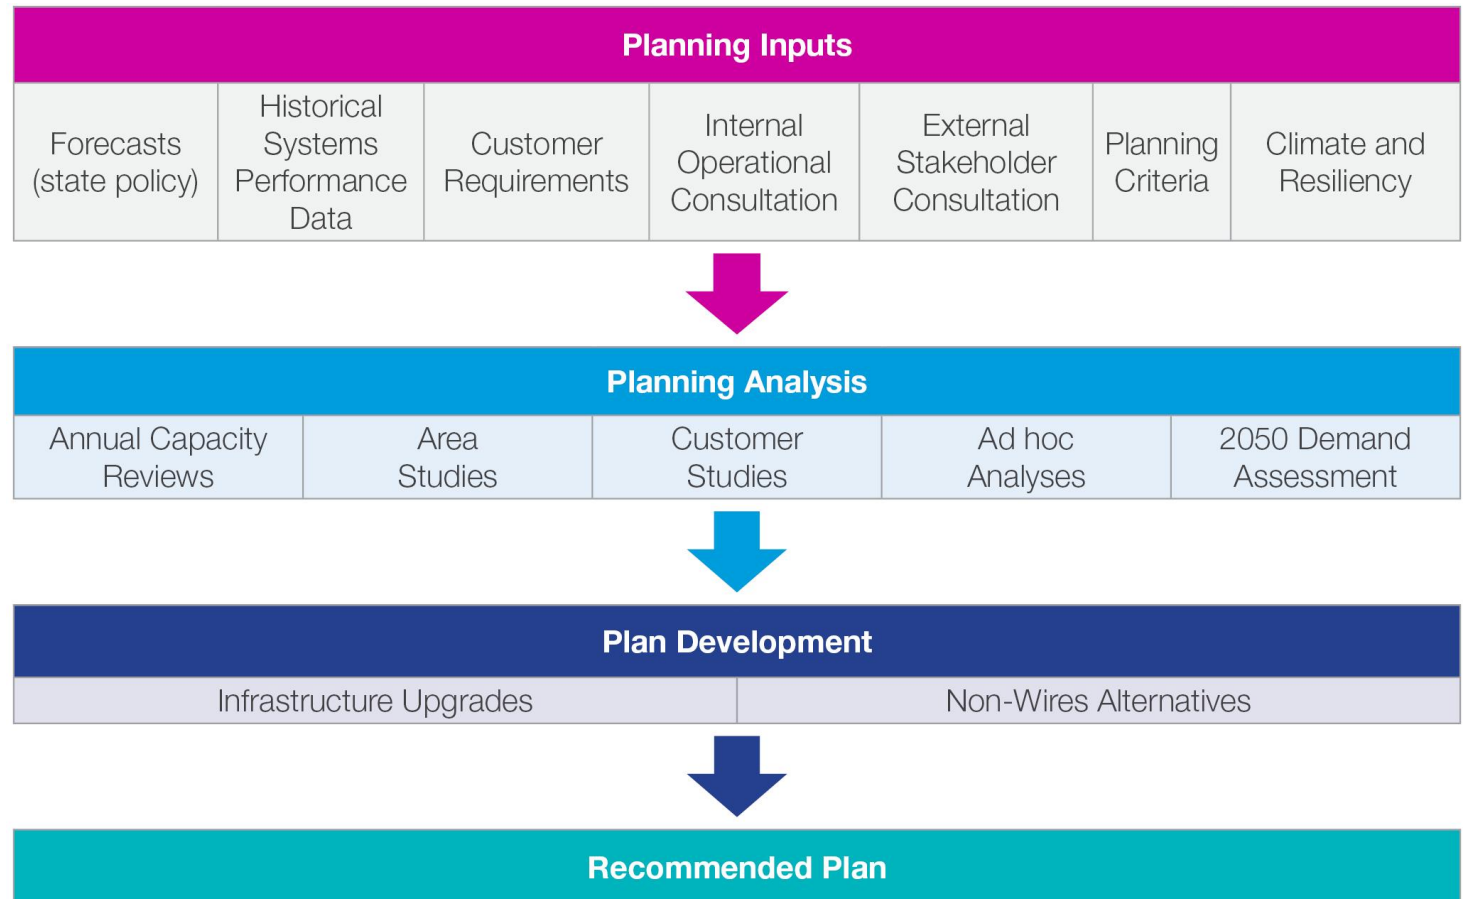 Planning Inputs
Forecasts
(state policy)
Historical
Systems
Performance
Data
Customer
Requirements
Internal
Operational
Consultation
External
Stakeholder
Consultation
Planning
Criteria
Climate and
Resiliency
Planning Analysis
Annual Capacity
Reviews
Area
Studies
Customer
Studies
Ad hoc
Analyses
2050 Demand
Assessment
Plan Development
Infrastructure Upgrades
Non-Wires Alternatives
Recommended Plan